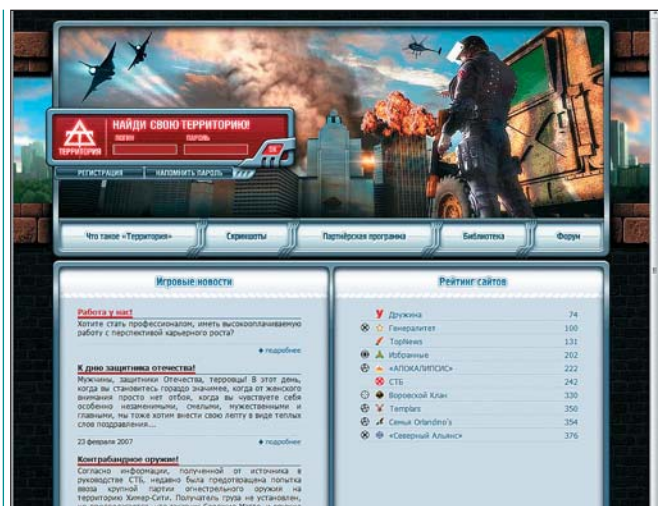 НАЙДИ СВОЮ ТЕРРИТОРИЮ!
ЛОГИН ПАРОЛЬ
ТЕРРИТОРИЯ
OK
РЕГИСТРАЦИЯ НАПОМНИТЬ ПАРОЛЬ
Что такое «Территория» Скриншоты Партнёрская программа Библиотека Форум
Игровые новости
Работа у нас!
Хотите стать профессионалом, иметь высокооплачиваемую
работу с перспективой карьерного роста?
подробнее
К дню защитника отечества!
Мужчины, защитники Отечества, терровцы! В этот день,
когда вы становитесь гораздо значимее, когда от женского
внимания просто нет отбоя, когда вы чувствуете себя
особенно незаменимыми, смелыми, мужественными и
главными, мы тоже хотим внести свою лепту в виде теплых
слов поздравления...
23 февраля 2007 подробнее
Контрабандное оружие!
Согласно информации, полученной от источника в
руководстве СТБ, недавно была предотвращена попытка
ввоза крупной партии огнестрельного оружия на
территорию Химер-Сити. Получатель груза не установлен,
Рейтинг сайтов
Дружина 74
Генералитет 100
TopNews 131
Избранные 202
«АПОКАЛИПСИС» 222
СТБ 242
Воровской Клан 330
Templars 350
Семья Orlandino's 354
«Северный Альянс» 376